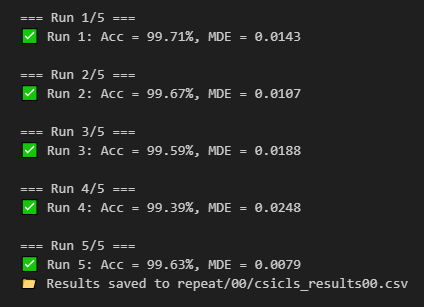 === Run 1/5 ===
✅ Run 1: Acc = 99.71%, MDE = 0.0143
=== Run 2/5 ===
✅ Run 2: Acc = 99.67%, MDE = 0.0107
=== Run 3/5 ===
✅ Run 3: Acc = 99.59%, MDE = 0.0188
=== Run 4/5 ===
✅ Run 4: Acc = 99.39%, MDE = 0.0248
=== Run 5/5 ===
✅ Run 5: Acc = 99.63%, MDE = 0.0079
📁 Results saved to repeat/00/csicls_results00.csv